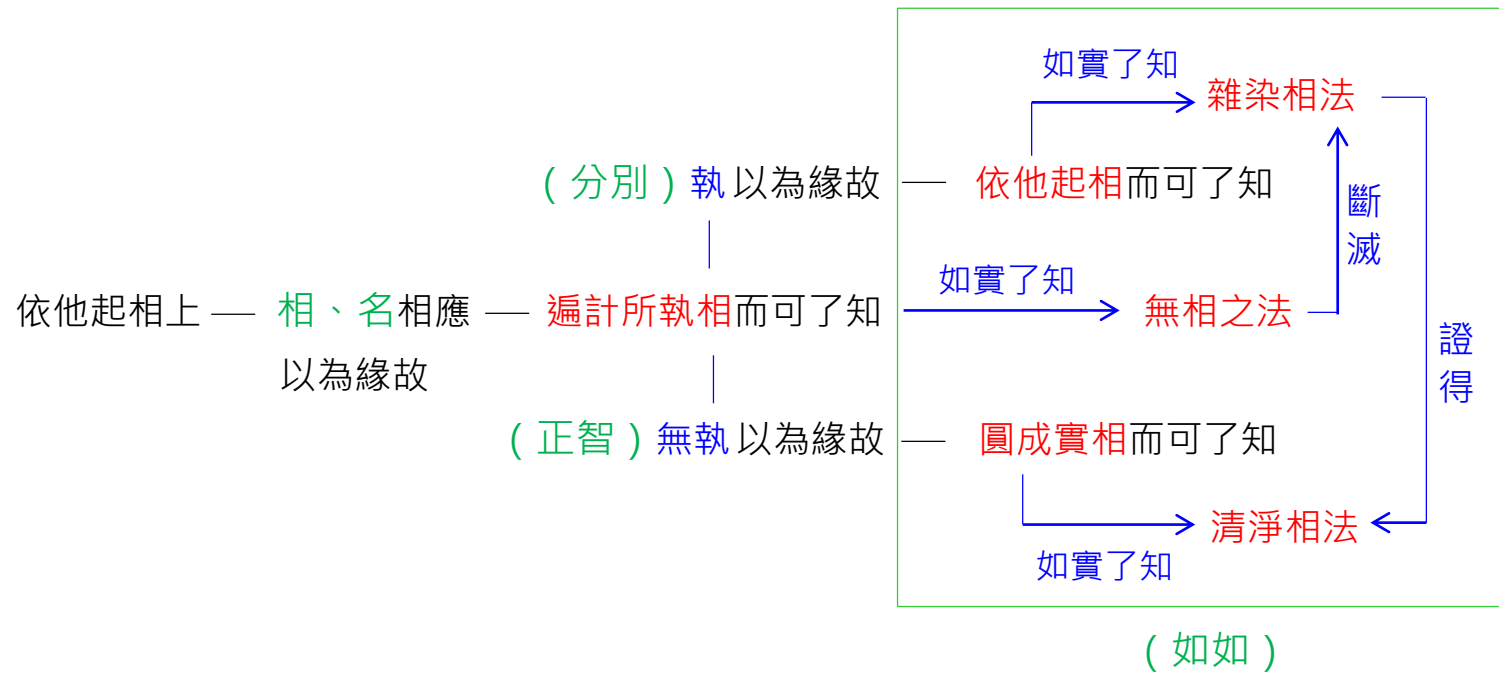 如實了知
雜染相法
(分別)執以為緣故
依他起相而可了知
斷滅
依他起相上
相、名相應
以為緣故
遍計所執相而可了知
如實了知
無相之法
證得
(正智)無執以為緣故
圓成實相而可了知
清淨相法
如實了知
(如如)